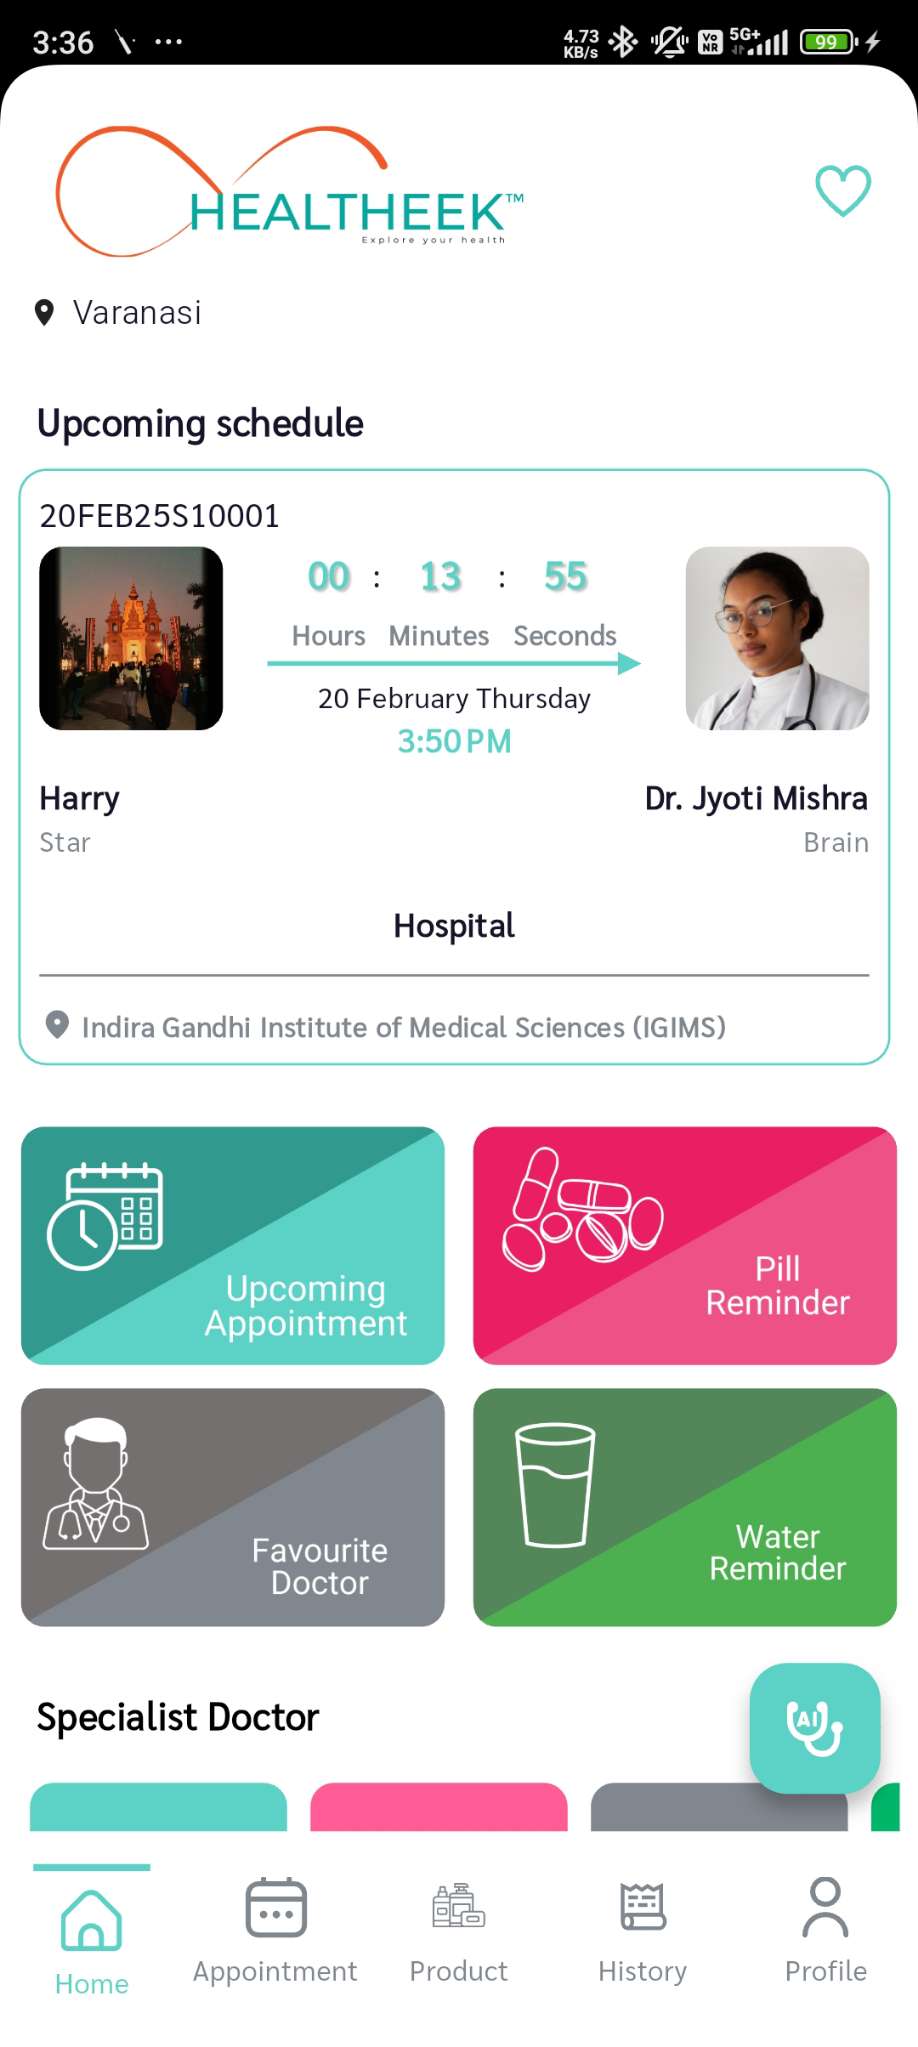 3:36 ... 4.73 KB/s Vo NR 5G+ 99
HEALTHEEK™
Explore your health
Varanasi
Upcoming schedule
20FEB25S10001
00 : 13 : 55
Hours Minutes Seconds
20 February Thursday
3:50 PM
Harry Dr. Jyoti Mishra
Star Brain
Hospital
Indira Gandhi Institute of Medical Sciences (IGIMS)
Upcoming
Appointment
Pill
Reminder
Favourite
Doctor
Water
Reminder
Specialist Doctor
AI
Home Appointment Product History Profile